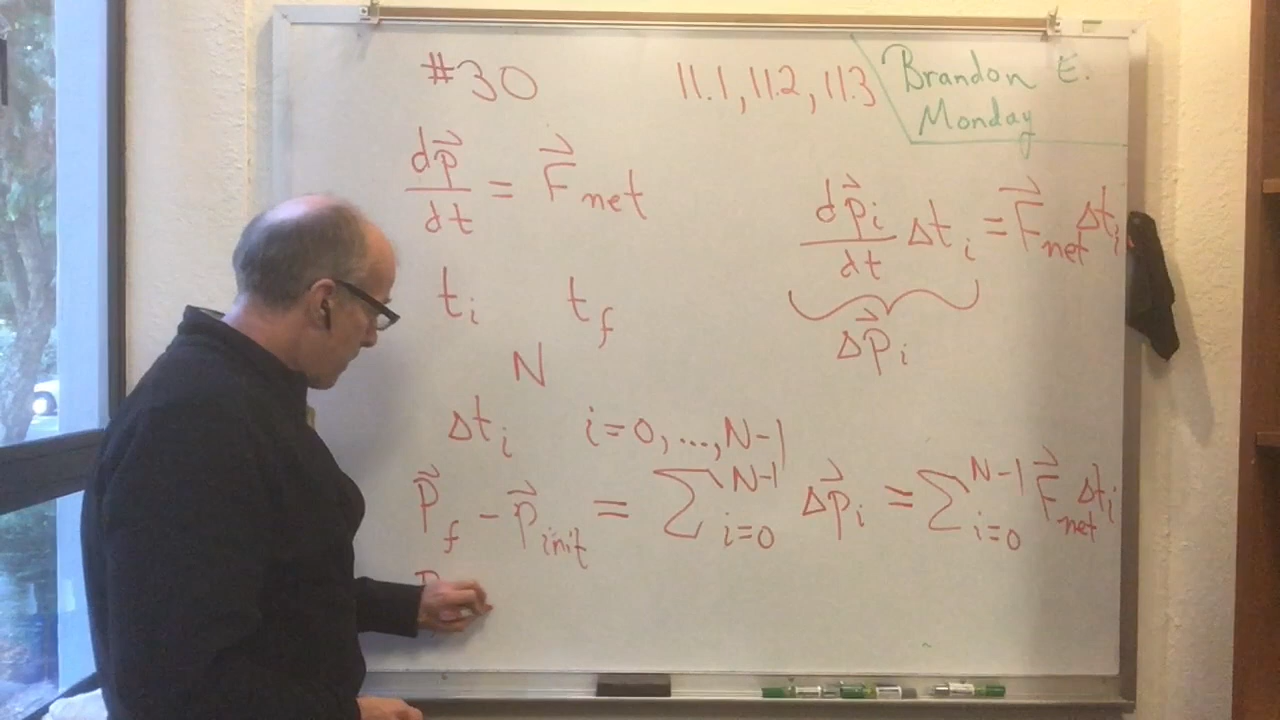 #30
11.1, 11.2, 11.3
Brandon E.
Monday
dp⃗/dt = F⃗net
dp⃗i/dt Δti = F⃗net Δti
Δp⃗i
ti tf
N
Δti i=0,...,N-1
p⃗f - p⃗init = ∑i=0^N-1 Δp⃗i = ∑i=0^N-1 F⃗net Δti